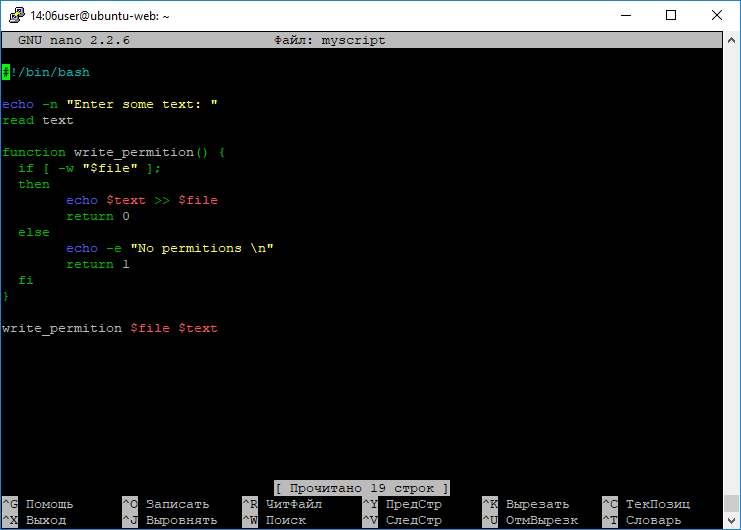 14:06user@ubuntu-web: ~
GNU nano 2.2.6 Файл: myscript
#!/bin/bash
echo -n "Enter some text: "
read text
function write_permition() {
if [ -w "$file" ];
then
echo $text >> $file
return 0
else
echo -e "No permitions \n"
return 1
fi
}
write_permition $file $text
[ Прочитано 19 строк ]
^G Помощь ^O Записать ^R ЧитФайл ^Y ПредСтр ^K Вырезать ^C ТекПозиц
^X Выход ^J Выровнять ^W Поиск ^V СледСтр ^U ОтмВырезк ^T Словарь